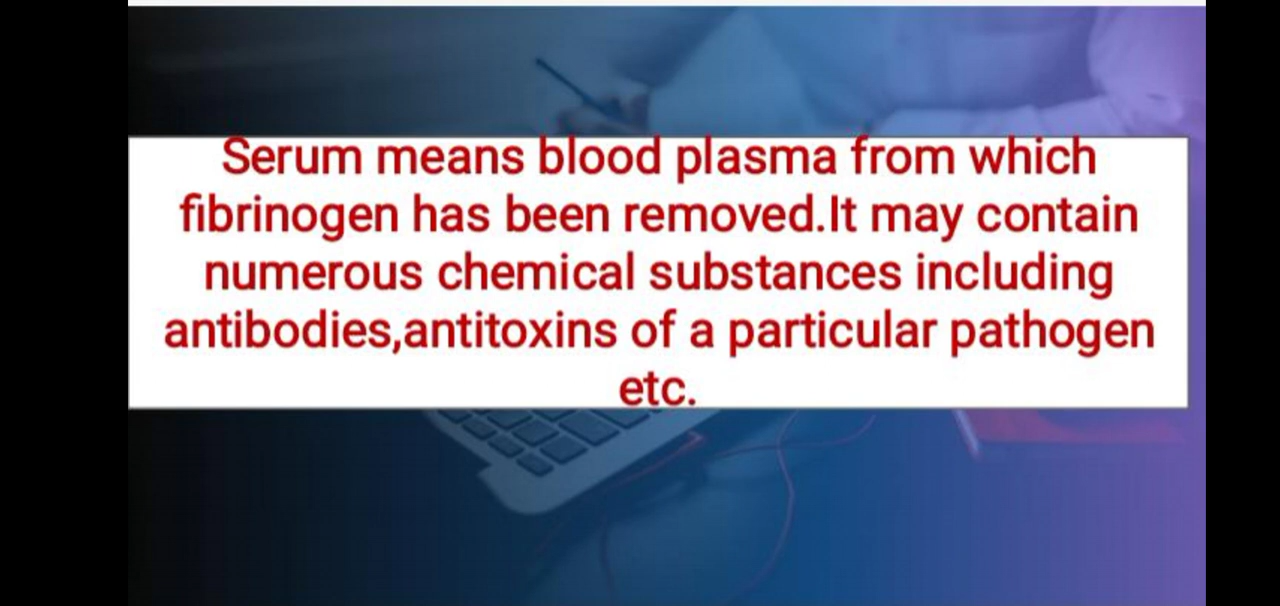 Serum means blood plasma from which
fibrinogen has been removed.It may contain
numerous chemical substances including
antibodies,antitoxins of a particular pathogen
etc.